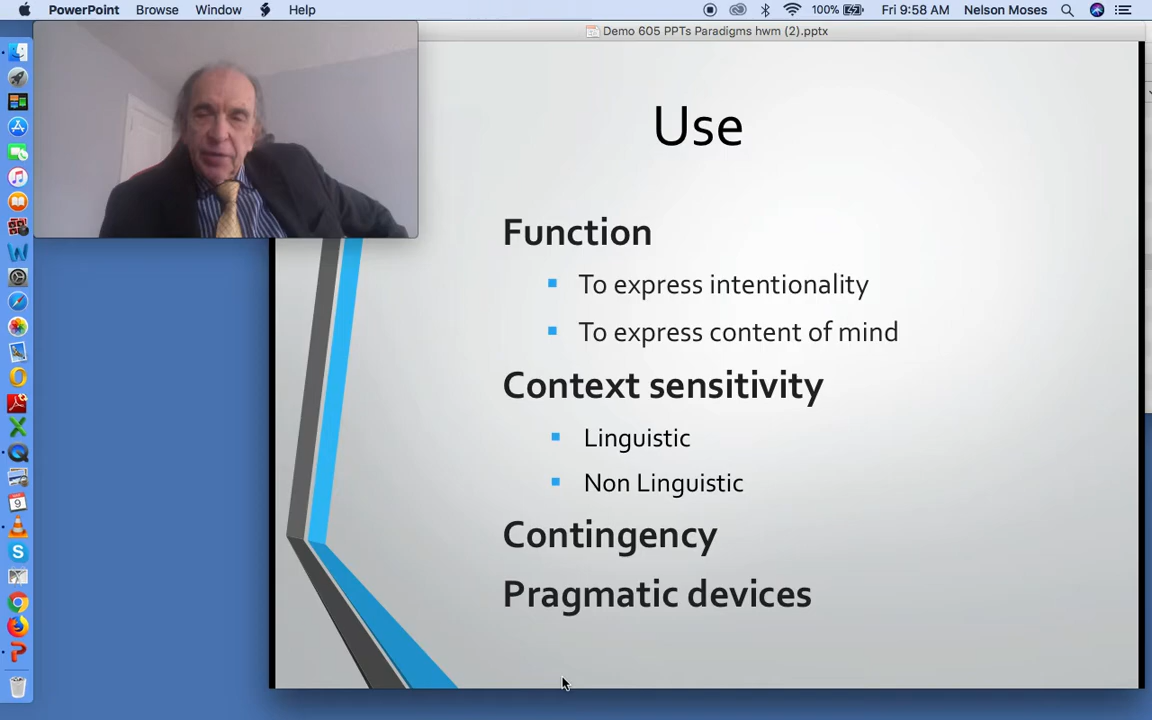 PowerPoint Browse Window Help 100% Fri 9:58 AM Nelson Moses
Demo 605 PPTs Paradigms hwm (2).pptx
Use
Function
To express intentionality
To express content of mind
Context sensitivity
Linguistic
Non Linguistic
Contingency
Pragmatic devices